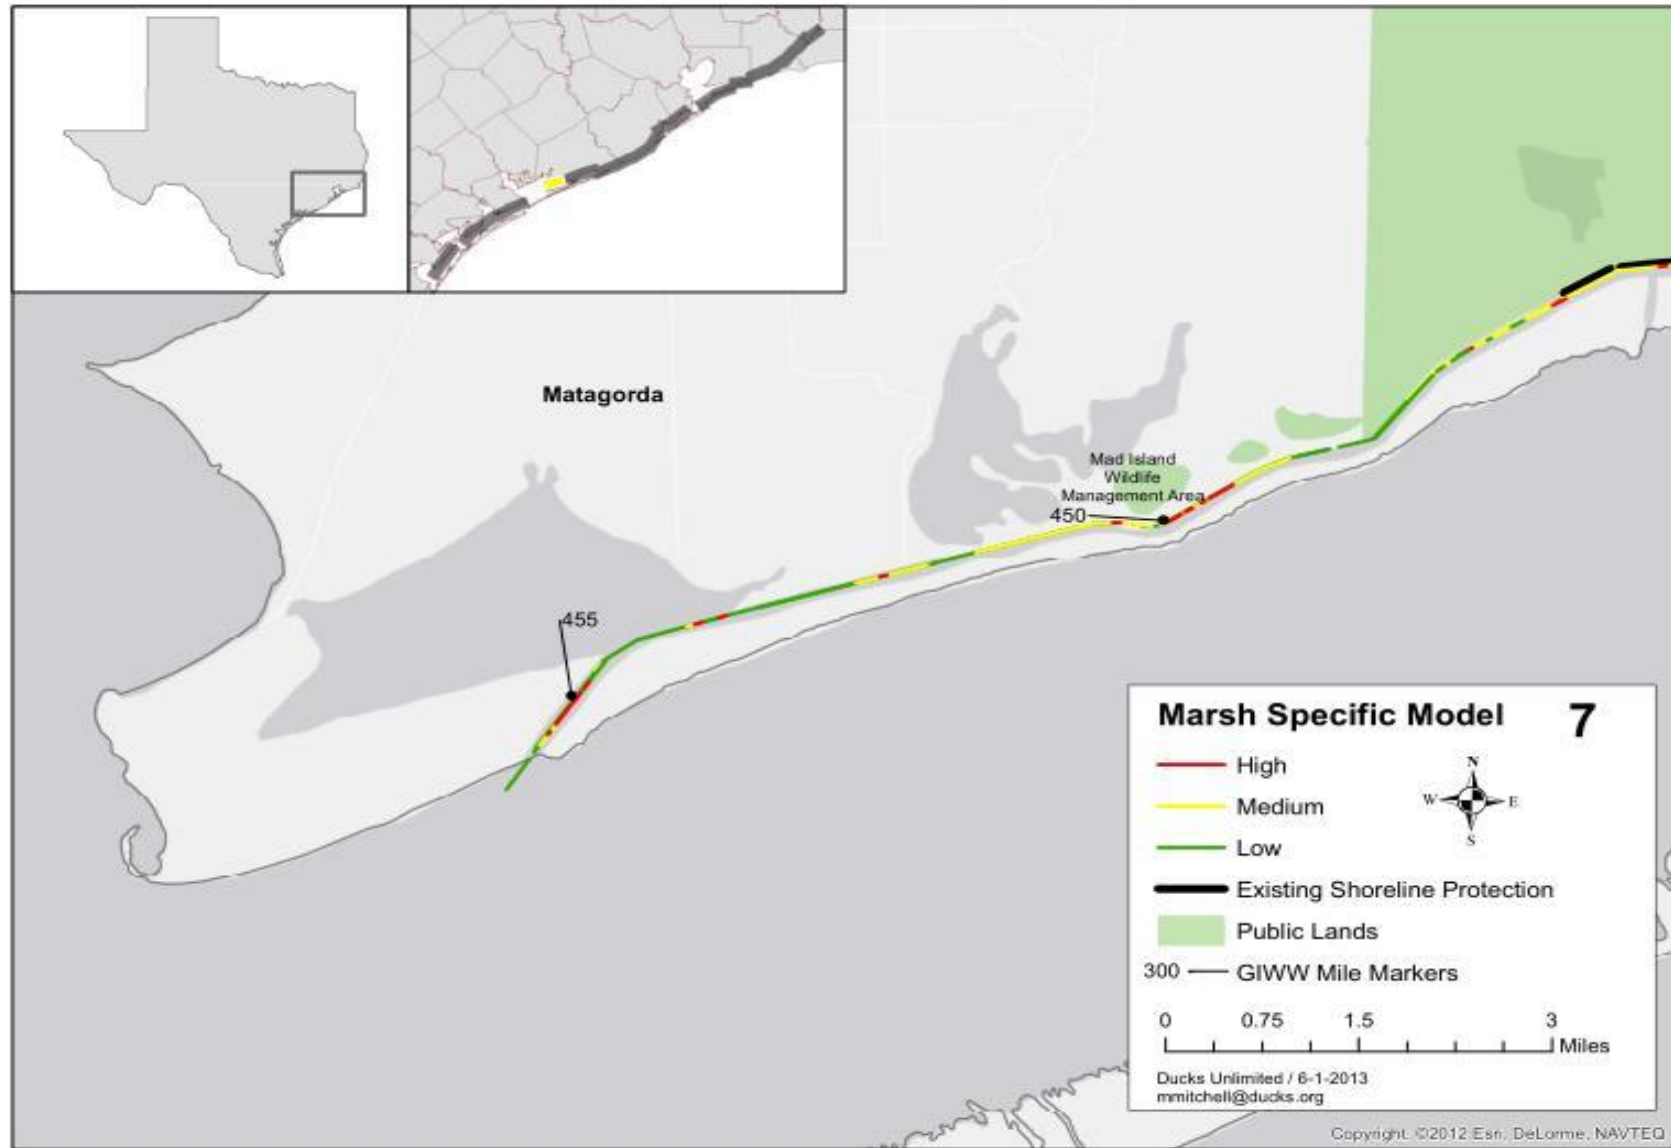 Matagorda
Mad Island
Wildlife
Management Area
450
455
Marsh Specific Model 7
High
Medium
Low
Existing Shoreline Protection
Public Lands
300 GIWW Mile Markers
N
W E
S
0 0.75 1.5 3
Miles
Ducks Unlimited / 6-1-2013
mmitchell@ducks.org
Copyright: ©2012 Esri, DeLorme, NAVTEQ